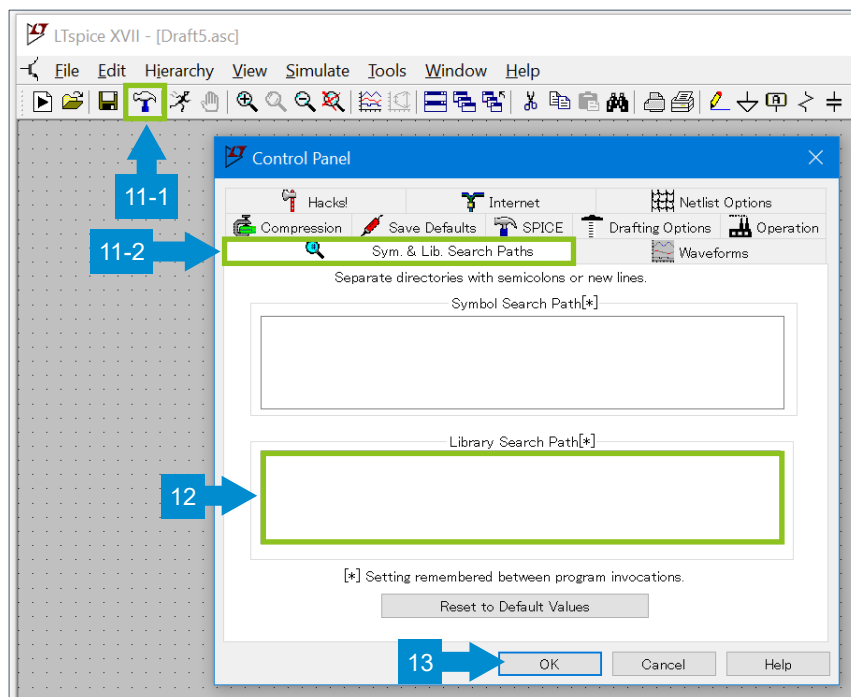 LTspice XVII - [Draft5.asc]
File Edit Hierarchy View Simulate Tools Window Help
11-1
Control Panel
Hacks! Internet Netlist Options
Compression Save Defaults SPICE Drafting Options Operation
11-2
Sym. & Lib. Search Paths Waveforms
Separate directories with semicolons or new lines.
Symbol Search Path[*]
Library Search Path[*]
12
[*] Setting remembered between program invocations.
Reset to Default Values
13
OK Cancel Help